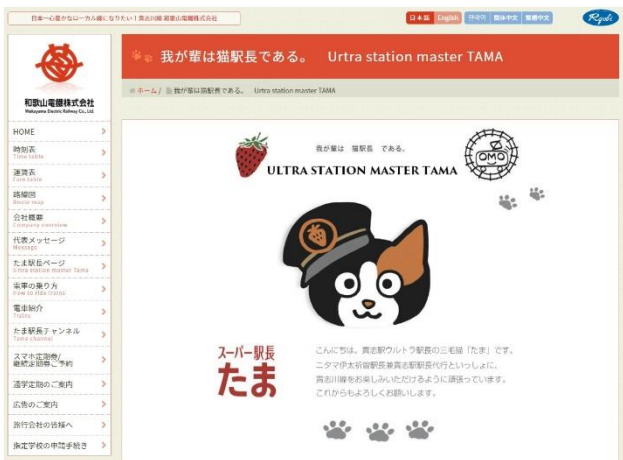 日本一心豊かなローカル線になりたい！貴志川線 和歌山電鐵株式会社
日本語 English 한국어 簡体中文 繁體中文
Ryobi
我が輩は猫駅長である。 Urtra station master TAMA
ホーム / 我が輩は猫駅長である。 Urtra station master TAMA
和歌山電鐵株式会社
Wakayama Electric Railway Co., Ltd.
HOME
時刻表
Time table
運賃表
Fare table
路線図
Route map
会社概要
Company overview
代表メッセージ
Message
たま駅長ページ
Urtra station master Tama
電車の乗り方
How to ride trains
電車紹介
Trains
たま駅長チャンネル
Tama channel
スマホ定期券/
継続定期券ご予約
通学定期のご案内
広告のご案内
旅行会社の皆様へ
指定学校の申請手続き
我が輩は 猫駅長 である。
ULTRA STATION MASTER TAMA
OMO
スーパー駅長
たま
こんにちは。貴志駅ウルトラ駅長の三毛猫「たま」です。
ニタマ伊太祈曽駅長兼貴志駅駅長代行といっしょに、
貴志川線をお楽しみいただけるように頑張っています。
これからもよろしくお願いします。